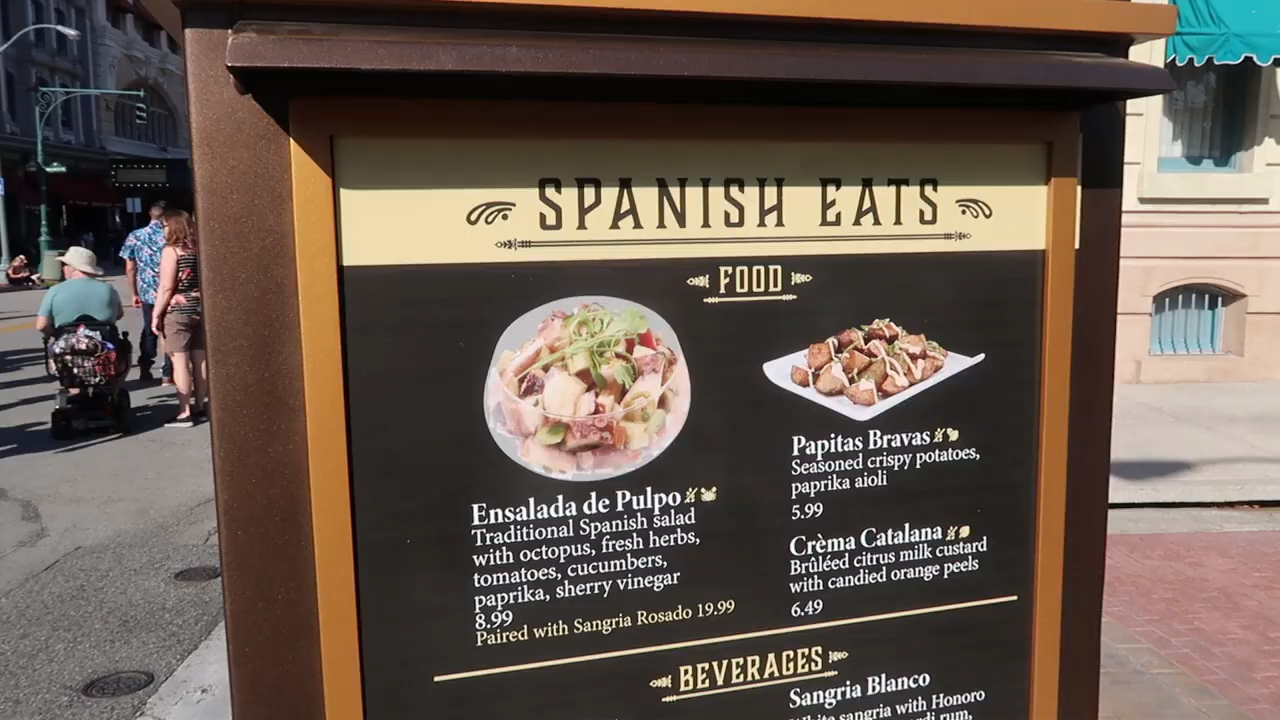 SPANISH EATS
FOOD
Ensalada de Pulpo
Traditional Spanish salad
with octopus, fresh herbs,
tomatoes, cucumbers,
paprika, sherry vinegar
8.99
Paired with Sangria Rosado 19.99
Papitas Bravas
Seasoned crispy potatoes,
paprika aioli
5.99
Crèma Catalana
Brûléed citrus milk custard
with candied orange peels
6.49
BEVERAGES
Sangria Blanco
White sangria with Honoro
rum,